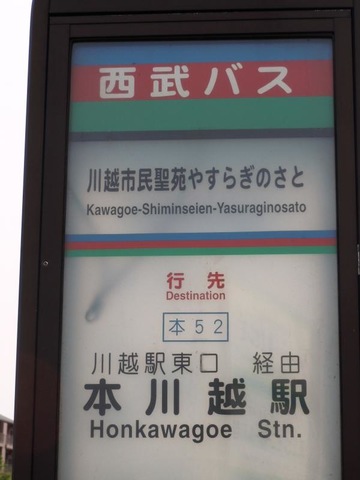 西武バス
川越市民聖苑やすらぎのさと
Kawagoe-Shiminseien-Yasuraginosato
行先
Destination
本52
川越駅東口　経由
本川越駅
Honkawagoe Stn.